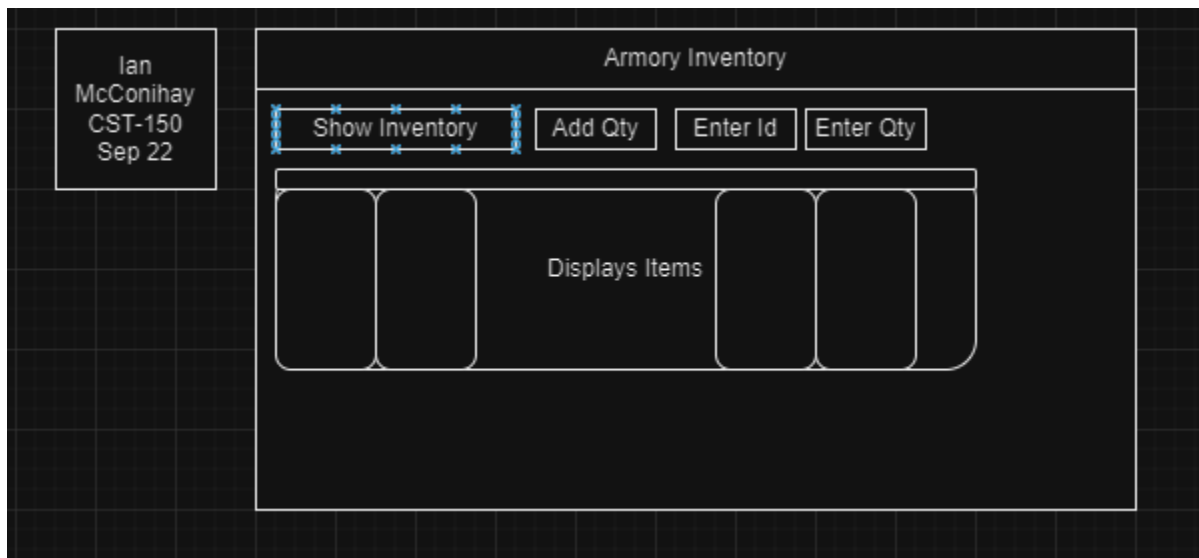 Ian
McConihay
CST-150
Sep 22
Armory Inventory
Show Inventory Add Qty Enter Id Enter Qty
Displays Items